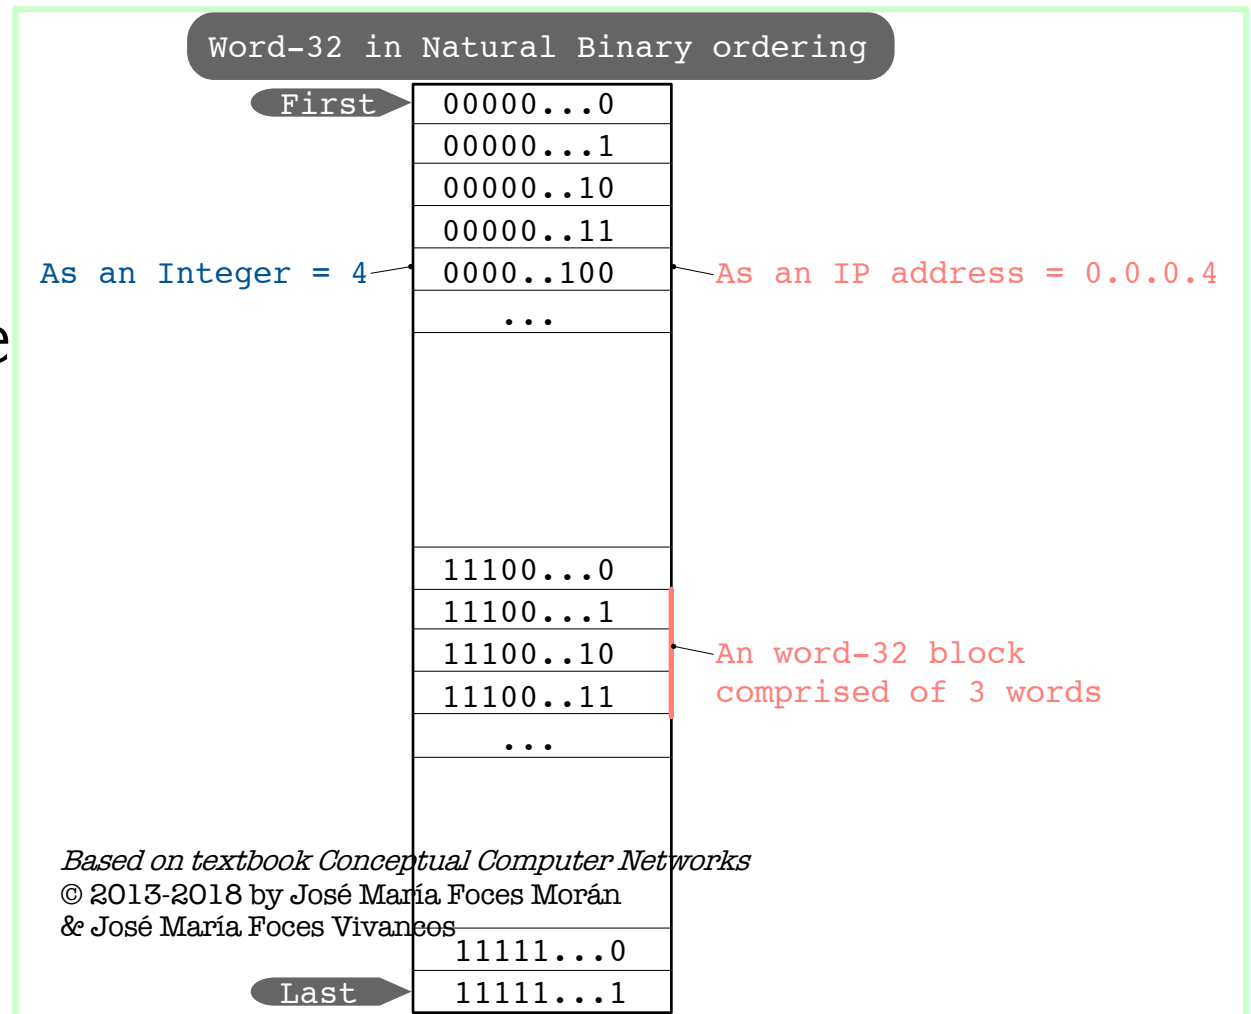 Word-32 in Natural Binary ordering
First
00000...0
00000...1
00000..10
00000..11
As an Integer = 4
0000..100
As an IP address = 0.0.0.4
...
e
11100...0
11100...1
11100..10
An word-32 block
11100..11
comprised of 3 words
...
Based on textbook Conceptual Computer Networks
© 2013-2018 by José María Foces Morán
& José María Foces Vivancos
11111...0
Last
11111...1